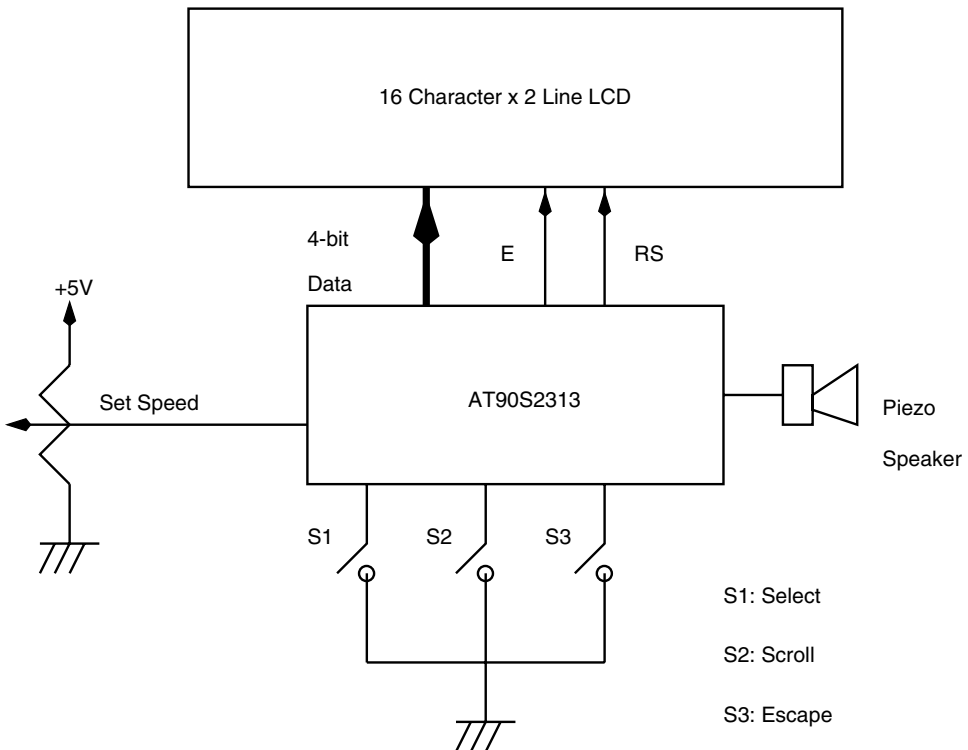 16 Character x 2 Line LCD
4-bit
Data
E
RS
+5V
Set Speed
AT90S2313
Piezo
Speaker
S1
S2
S3
S1: Select
S2: Scroll
S3: Escape